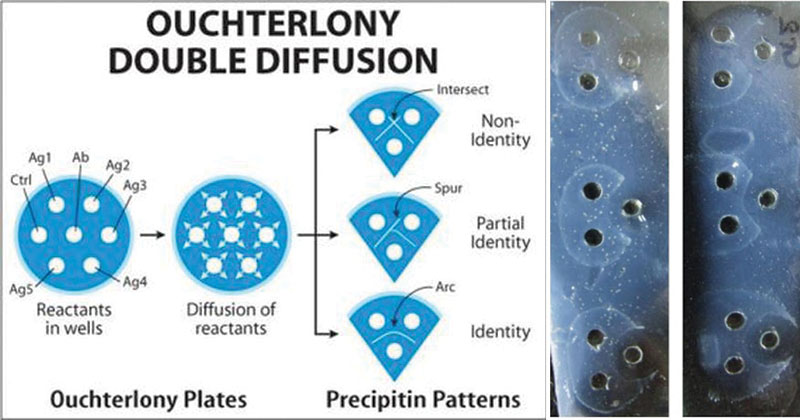 OUCHTERLONY
DOUBLE DIFFUSION
Ctrl
Ag1
Ab
Ag2
Ag3
Ag4
Ag5
Reactants
in wells
Diffusion of
reactants
Intersect
Non-
Identity
Spur
Partial
Identity
Arc
Identity
Ouchterlony Plates
Precipitin Patterns